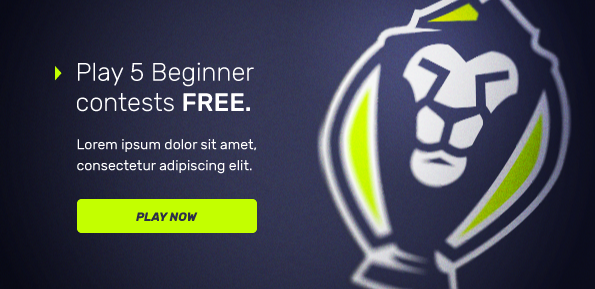 Play 5 Beginner
contests FREE.
Lorem ipsum dolor sit amet,
consectetur adipiscing elit.
PLAY NOW